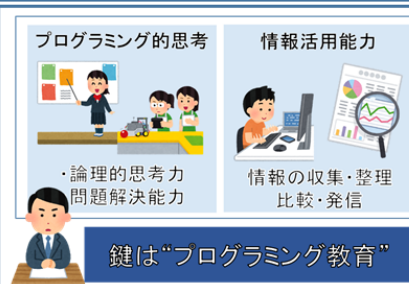 プログラミング的思考
・論理的思考力
問題解決能力
情報活用能力
情報の収集・整理
比較・発信
鍵は“プログラミング教育”